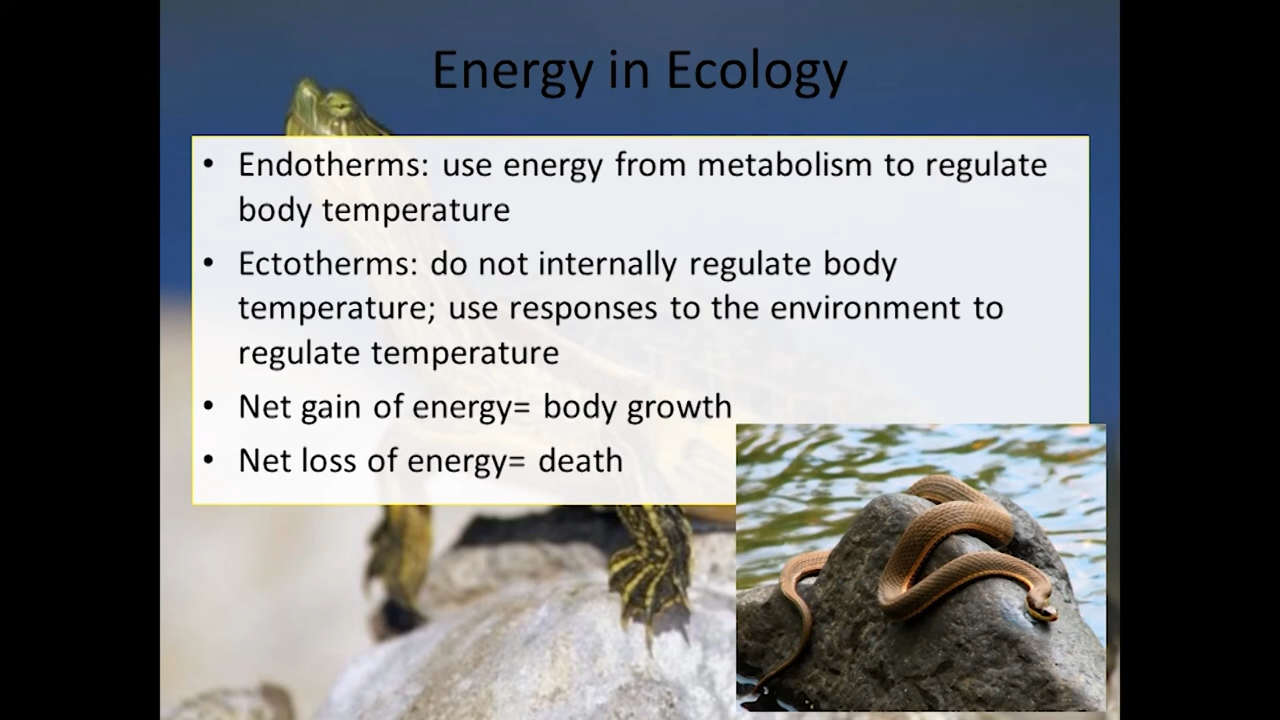 Energy in Ecology
• Endotherms: use energy from metabolism to regulate
body temperature
• Ectotherms: do not internally regulate body
temperature; use responses to the environment to
regulate temperature
• Net gain of energy= body growth
• Net loss of energy= death